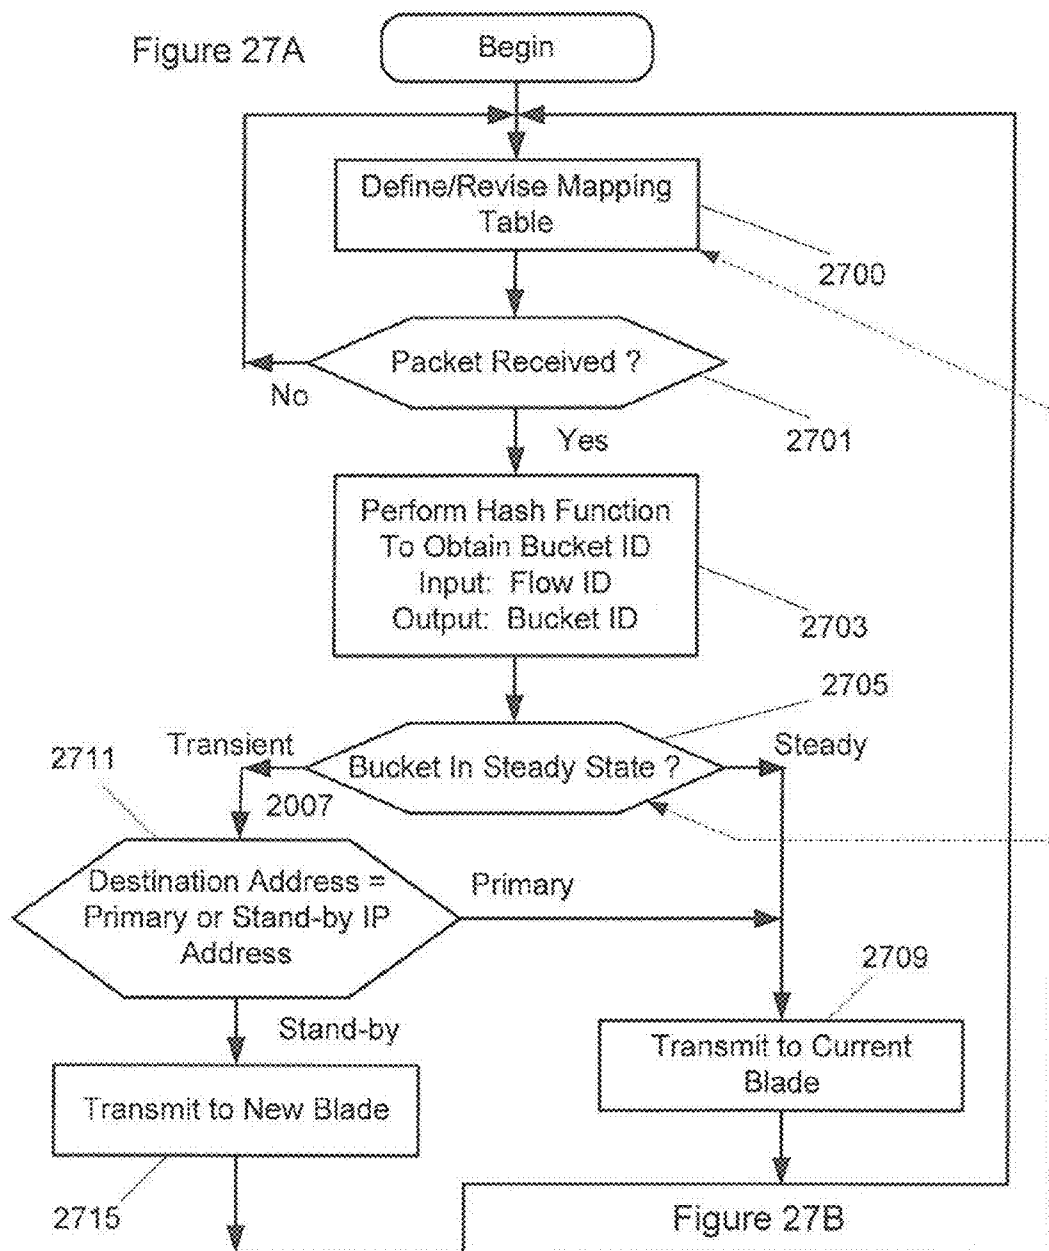 Figure 27A
Begin
Define/Revise Mapping
Table
2700
Packet Received ?
No
2701
Yes
Perform Hash Function
To Obtain Bucket ID
Input: Flow ID
Output: Bucket ID
2703
2705
Transient
Bucket In Steady State ?
Steady
2711
2007
Destination Address =
Primary or Stand-by IP
Address
Primary
2709
Stand-by
Transmit to Current
Blade
Transmit to New Blade
2715
Figure 27B